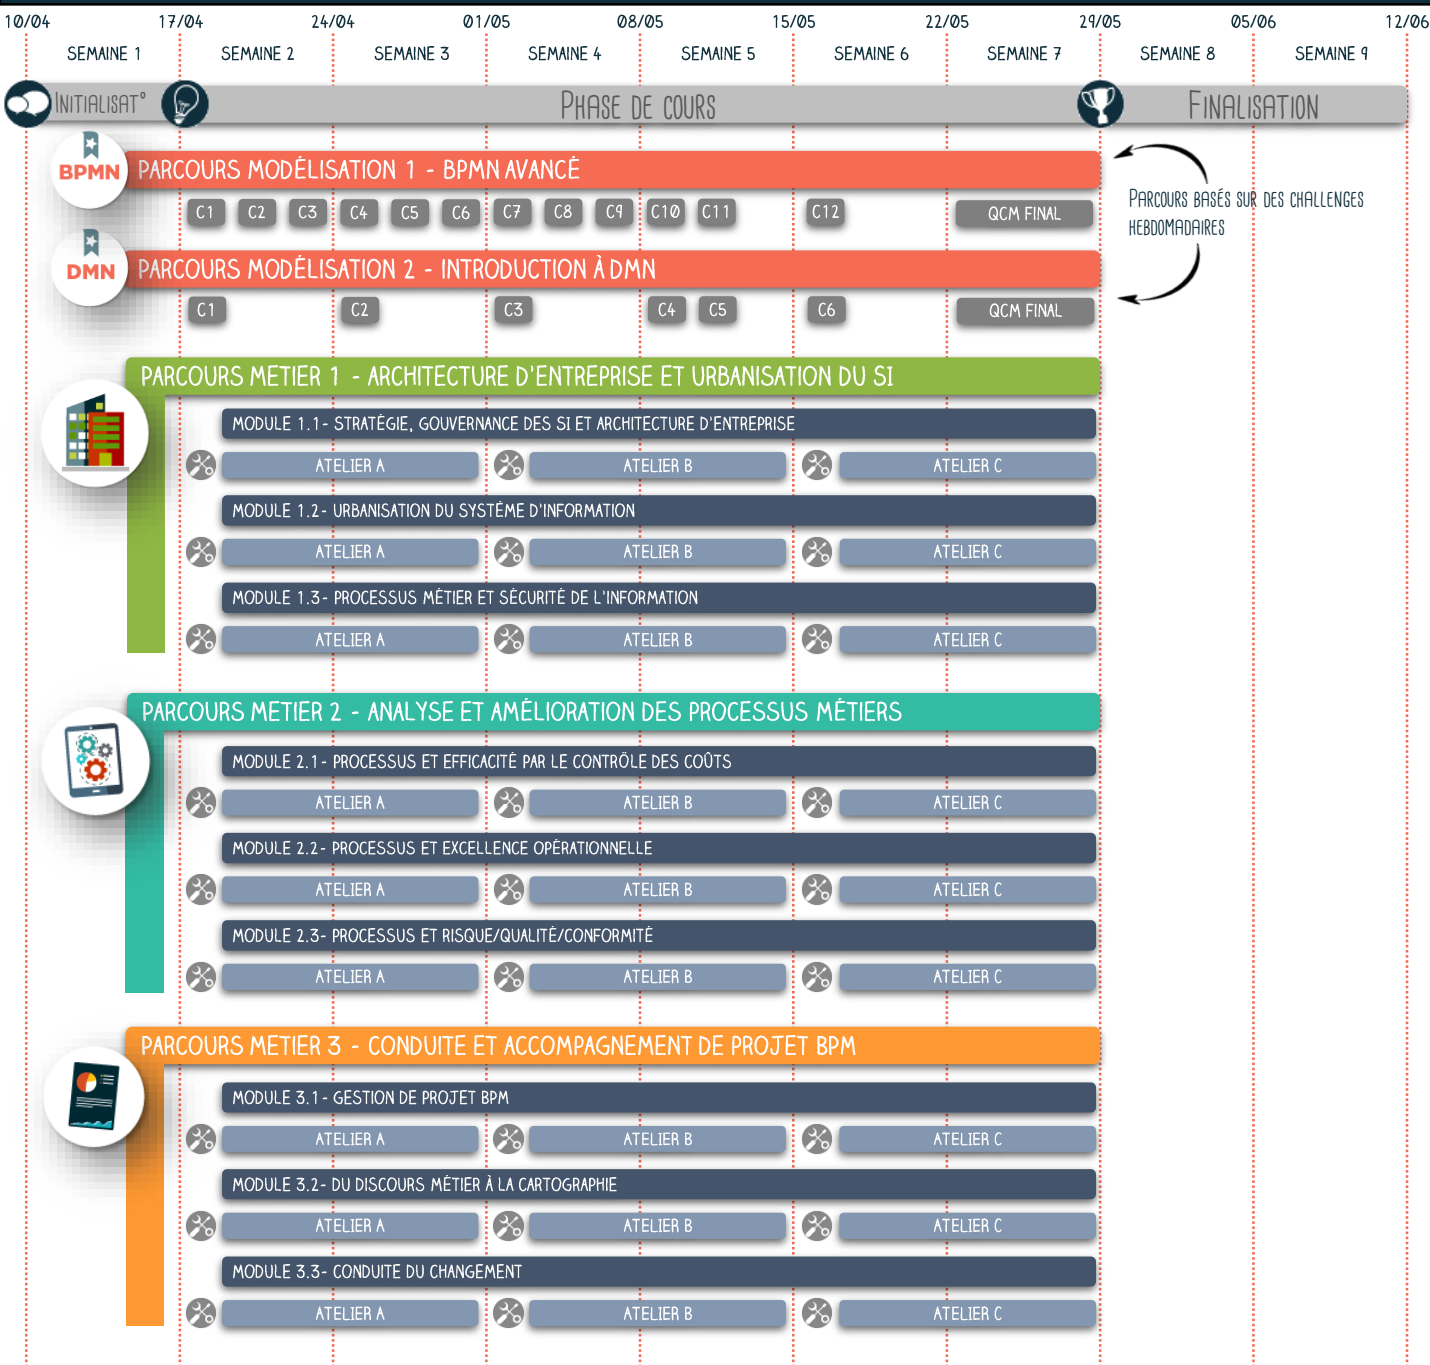 10/04 17/04 24/04 01/05 08/05 15/05 22/05 29/05 05/06 12/06
SEMAINE 1 SEMAINE 2 SEMAINE 3 SEMAINE 4 SEMAINE 5 SEMAINE 6 SEMAINE 7 SEMAINE 8 SEMAINE 9
INITIALISAT° PHASE DE COURS FINALISATION
BPMN PARCOURS MODÉLISATION 1 - BPMN AVANCÉ
C1 C2 C3 C4 C5 C6 C7 C8 C9 C10 C11 C12 QCM FINAL
PARCOURS BASÉS SUR DES CHALLENGES
HEBDOMADAIRES
DMN PARCOURS MODÉLISATION 2 - INTRODUCTION À DMN
C1 C2 C3 C4 C5 C6 QCM FINAL
PARCOURS METIER 1 - ARCHITECTURE D'ENTREPRISE ET URBANISATION DU SI
MODULE 1.1- STRATÉGIE, GOUVERNANCE DES SI ET ARCHITECTURE D'ENTREPRISE
ATELIER A ATELIER B ATELIER C
MODULE 1.2- URBANISATION DU SYSTÈME D'INFORMATION
ATELIER A ATELIER B ATELIER C
MODULE 1.3- PROCESSUS MÉTIER ET SÉCURITÉ DE L'INFORMATION
ATELIER A ATELIER B ATELIER C
PARCOURS METIER 2 - ANALYSE ET AMÉLIORATION DES PROCESSUS MÉTIERS
MODULE 2.1- PROCESSUS ET EFFICACITÉ PAR LE CONTRÔLE DES COÛTS
ATELIER A ATELIER B ATELIER C
MODULE 2.2- PROCESSUS ET EXCELLENCE OPÉRATIONNELLE
ATELIER A ATELIER B ATELIER C
MODULE 2.3- PROCESSUS ET RISQUE/QUALITÉ/CONFORMITÉ
ATELIER A ATELIER B ATELIER C
PARCOURS METIER 3 - CONDUITE ET ACCOMPAGNEMENT DE PROJET BPM
MODULE 3.1- GESTION DE PROJET BPM
ATELIER A ATELIER B ATELIER C
MODULE 3.2- DU DISCOURS MÉTIER À LA CARTOGRAPHIE
ATELIER A ATELIER B ATELIER C
MODULE 3.3- CONDUITE DU CHANGEMENT
ATELIER A ATELIER B ATELIER C